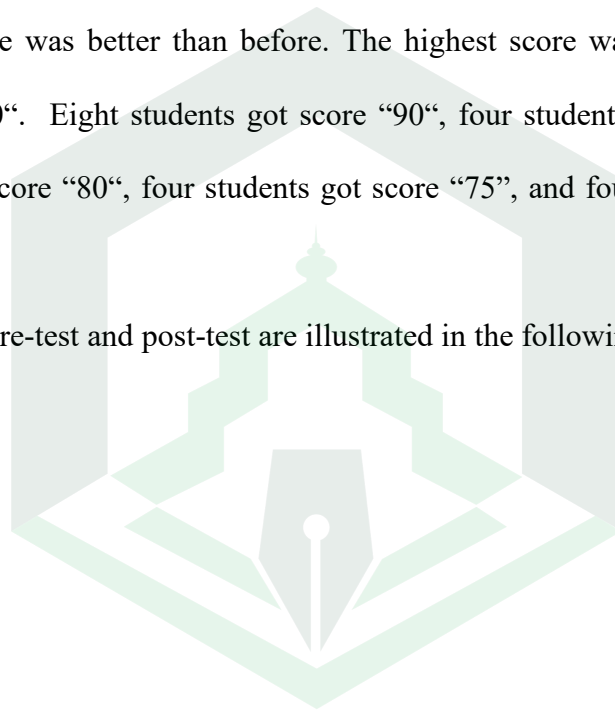 e was better than before. The highest score wa
0“. Eight students got score “90“, four student
core “80“, four students got score “75”, and fou
re-test and post-test are illustrated in the followi